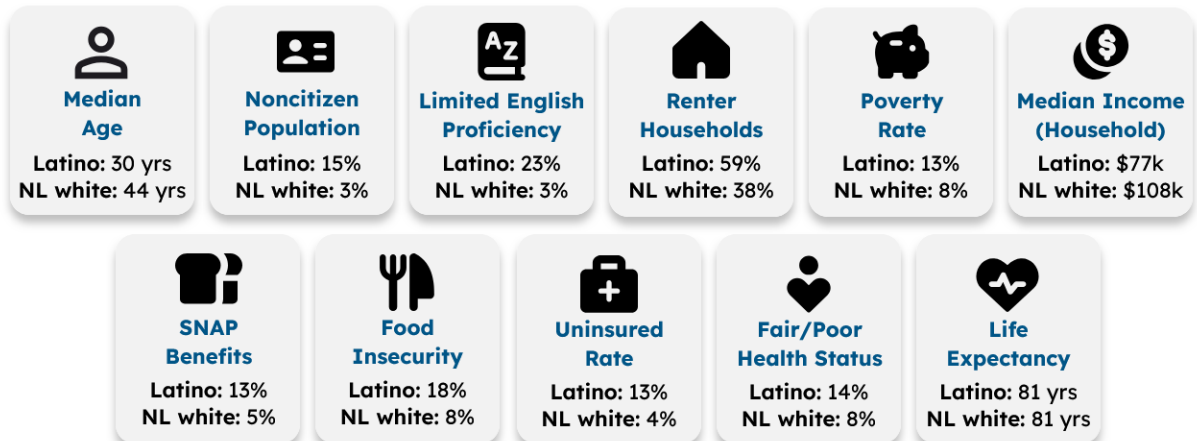 AZ
Median
Age
Latino: 30 yrs
NL white: 44 yrs
Noncitizen
Population
Latino: 15%
NL white: 3%
Limited English
Proficiency
Latino: 23%
NL white: 3%
Renter
Households
Latino: 59%
NL white: 38%
Poverty
Rate
Latino: 13%
NL white: 8%
$
Median Income
(Household)
Latino: $77k
NL white: $108k
SNAP
Benefits
Latino: 13%
NL white: 5%
Food
Insecurity
Latino: 18%
NL white: 8%
Uninsured
Rate
Latino: 13%
NL white: 4%
Fair/Poor
Health Status
Latino: 14%
NL white: 8%
Life
Expectancy
Latino: 81 yrs
NL white: 81 yrs